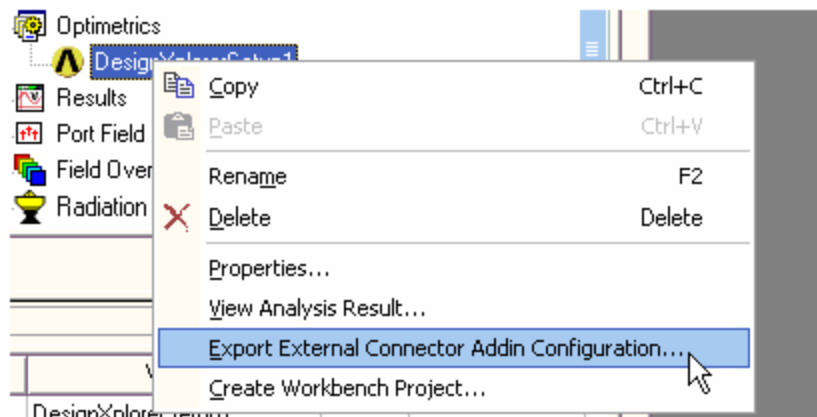 Optimetrics
Results
Copy Ctrl+C
Port Field
Paste Ctrl+V
Field Over
Rename F2
Radiation
Delete Delete
Properties...
View Analysis Result...
Export External Connector Addin Configuration...
Create Workbench Project...